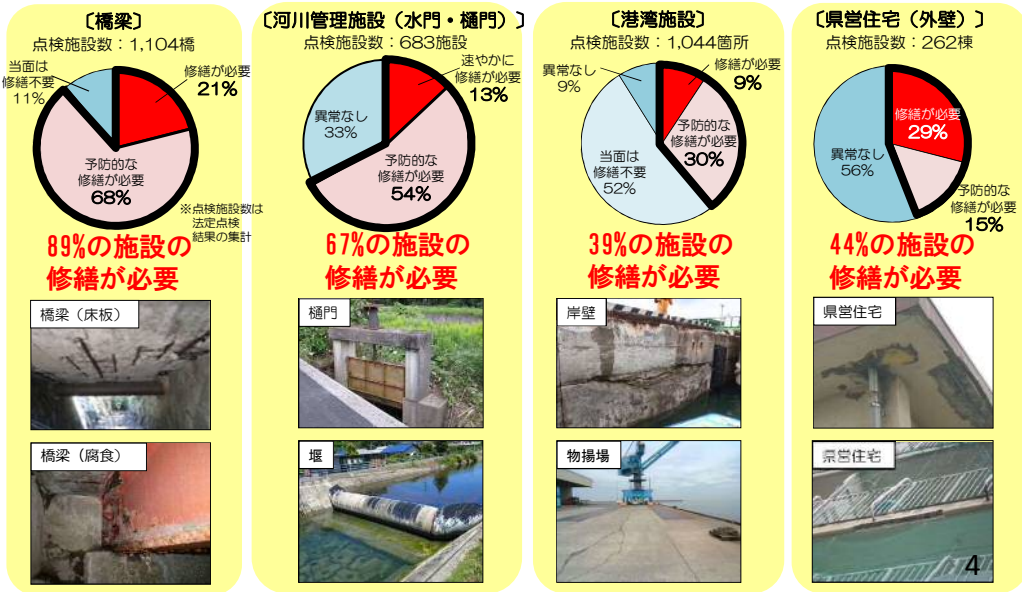 〔橋梁〕
点検施設数：1,104橋
当面は
修繕不要
11%
修繕が必要
21%
予防的な
修繕が必要
68%
※点検施設数は
法定点検
結果の集計
89%の施設の
修繕が必要
橋梁（床板）
橋梁（腐食）
〔河川管理施設（水門・樋門）〕
点検施設数：683施設
速やかに
修繕が必要
13%
異常なし
33%
予防的な
修繕が必要
54%
67%の施設の
修繕が必要
樋門
堰
〔港湾施設〕
点検施設数：1,044箇所
異常なし
9%
修繕が必要
9%
予防的な
修繕が必要
30%
当面は
修繕不要
52%
39%の施設の
修繕が必要
岸壁
物揚場
〔県営住宅（外壁）〕
点検施設数：262棟
修繕が必要
29%
異常なし
56%
予防的な
修繕が必要
15%
44%の施設の
修繕が必要
県営住宅
県営住宅
4